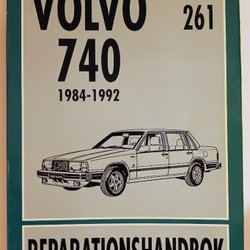 VOLVO 261
740
1984-1992
REPARATIONSHANDBOK